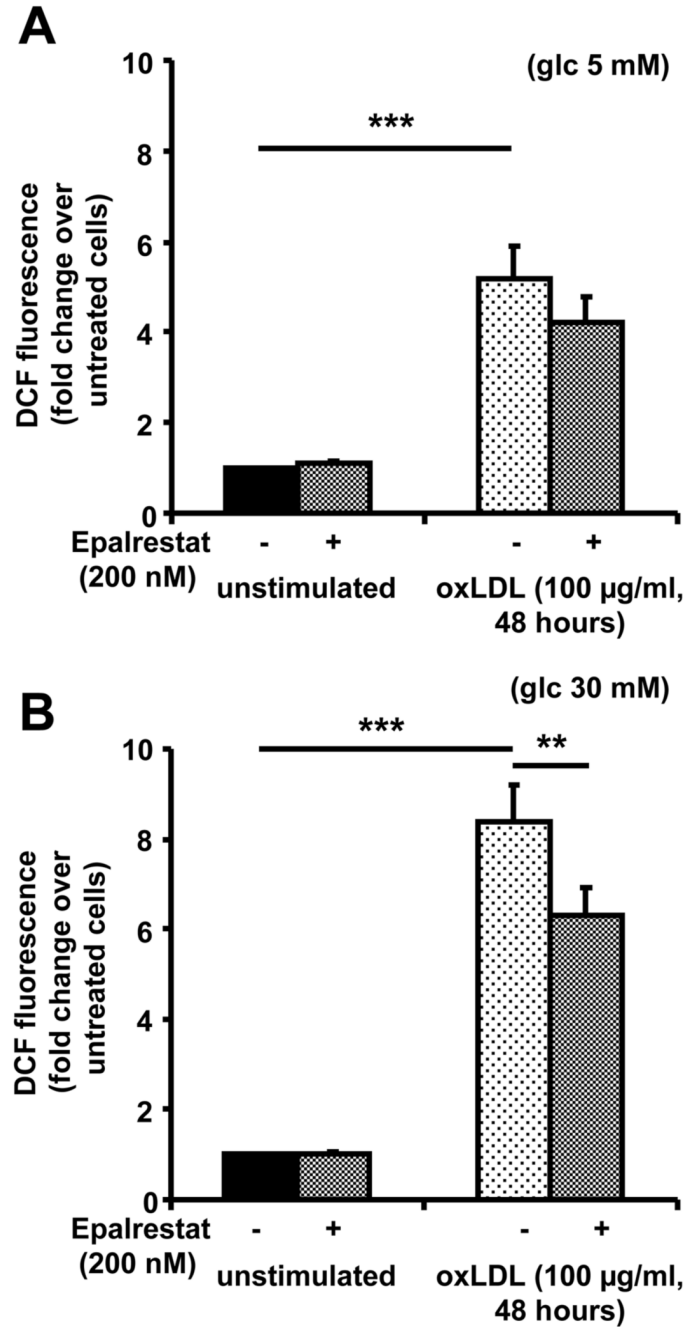 A
(glc 5 mM)
10
***
8
6
4
2
0
DCF fluorescence
(fold change over
untreated cells)
Epalrestat - + - +
(200 nM)
unstimulated oxLDL (100 µg/ml,
48 hours)
B
(glc 30 mM)
***
**
10
8
6
4
2
0
DCF fluorescence
(fold change over
untreated cells)
Epalrestat - + - +
(200 nM)
unstimulated oxLDL (100 µg/ml,
48 hours)